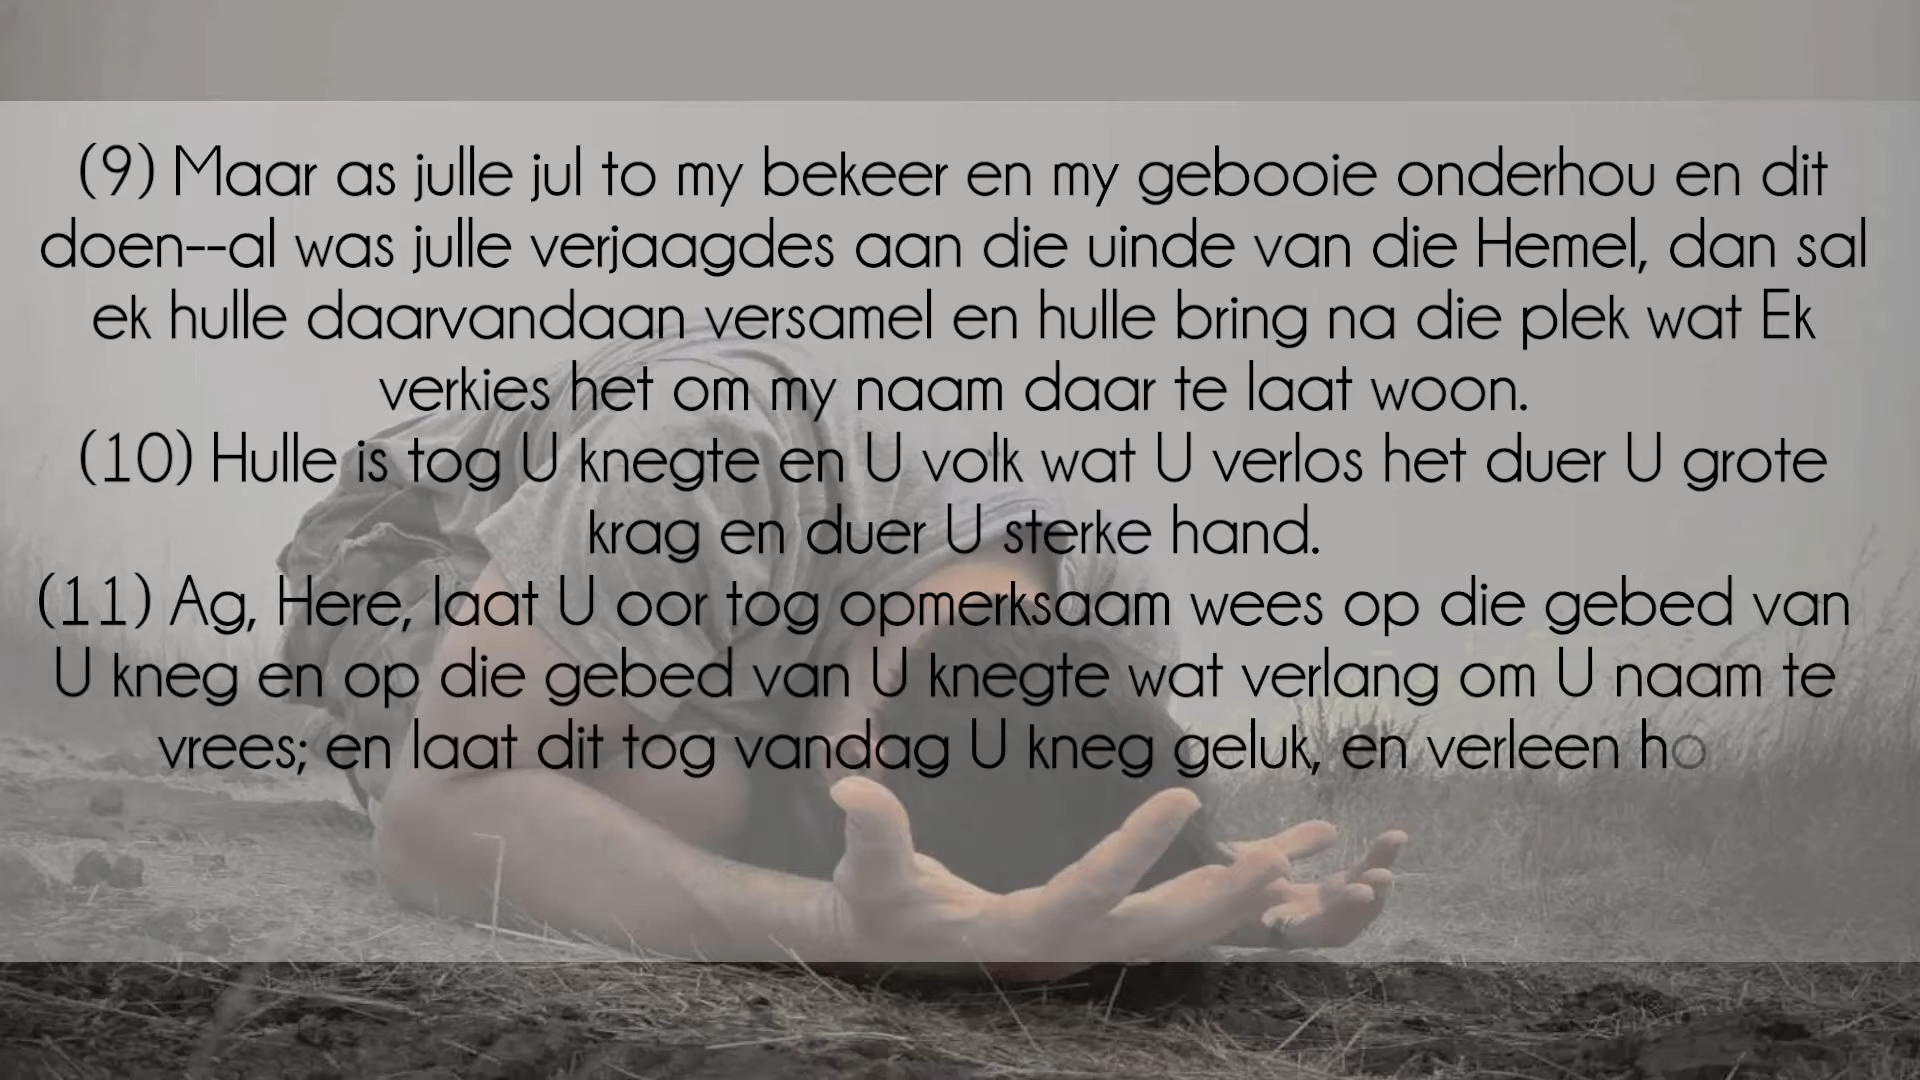 (9) Maar as julle jul to my bekeer en my gebooie onderhou en dit
doen--al was julle verjaagdes aan die uinde van die Hemel, dan sal
ek hulle daarvandaan versamel en hulle bring na die plek wat Ek
verkies het om my naam daar te laat woon.
(10) Hulle is tog U knegte en U volk wat U verlos het duer U grote
krag en duer U sterke hand.
(11) Ag, Here, laat U oor tog opmerksaam wees op die gebed van
U kneg en op die gebed van U knegte wat verlang om U naam te
vrees; en laat dit tog vandag U kneg geluk, en verleen ho